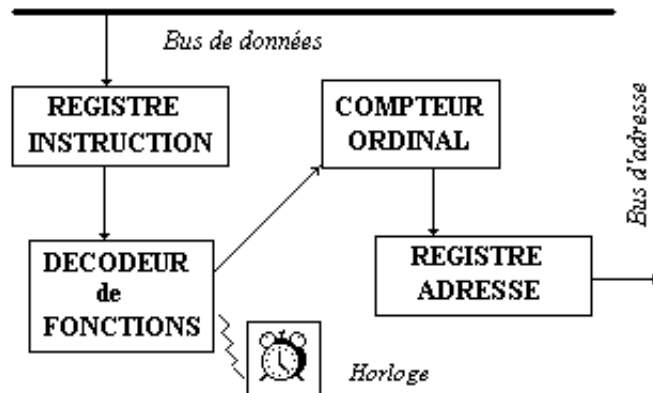 Bus de données
REGISTRE
INSTRUCTION
COMPTEUR
ORDINAL
Bus d'adresse
DECODEUR
de
FONCTIONS
REGISTRE
ADRESSE
Horloge